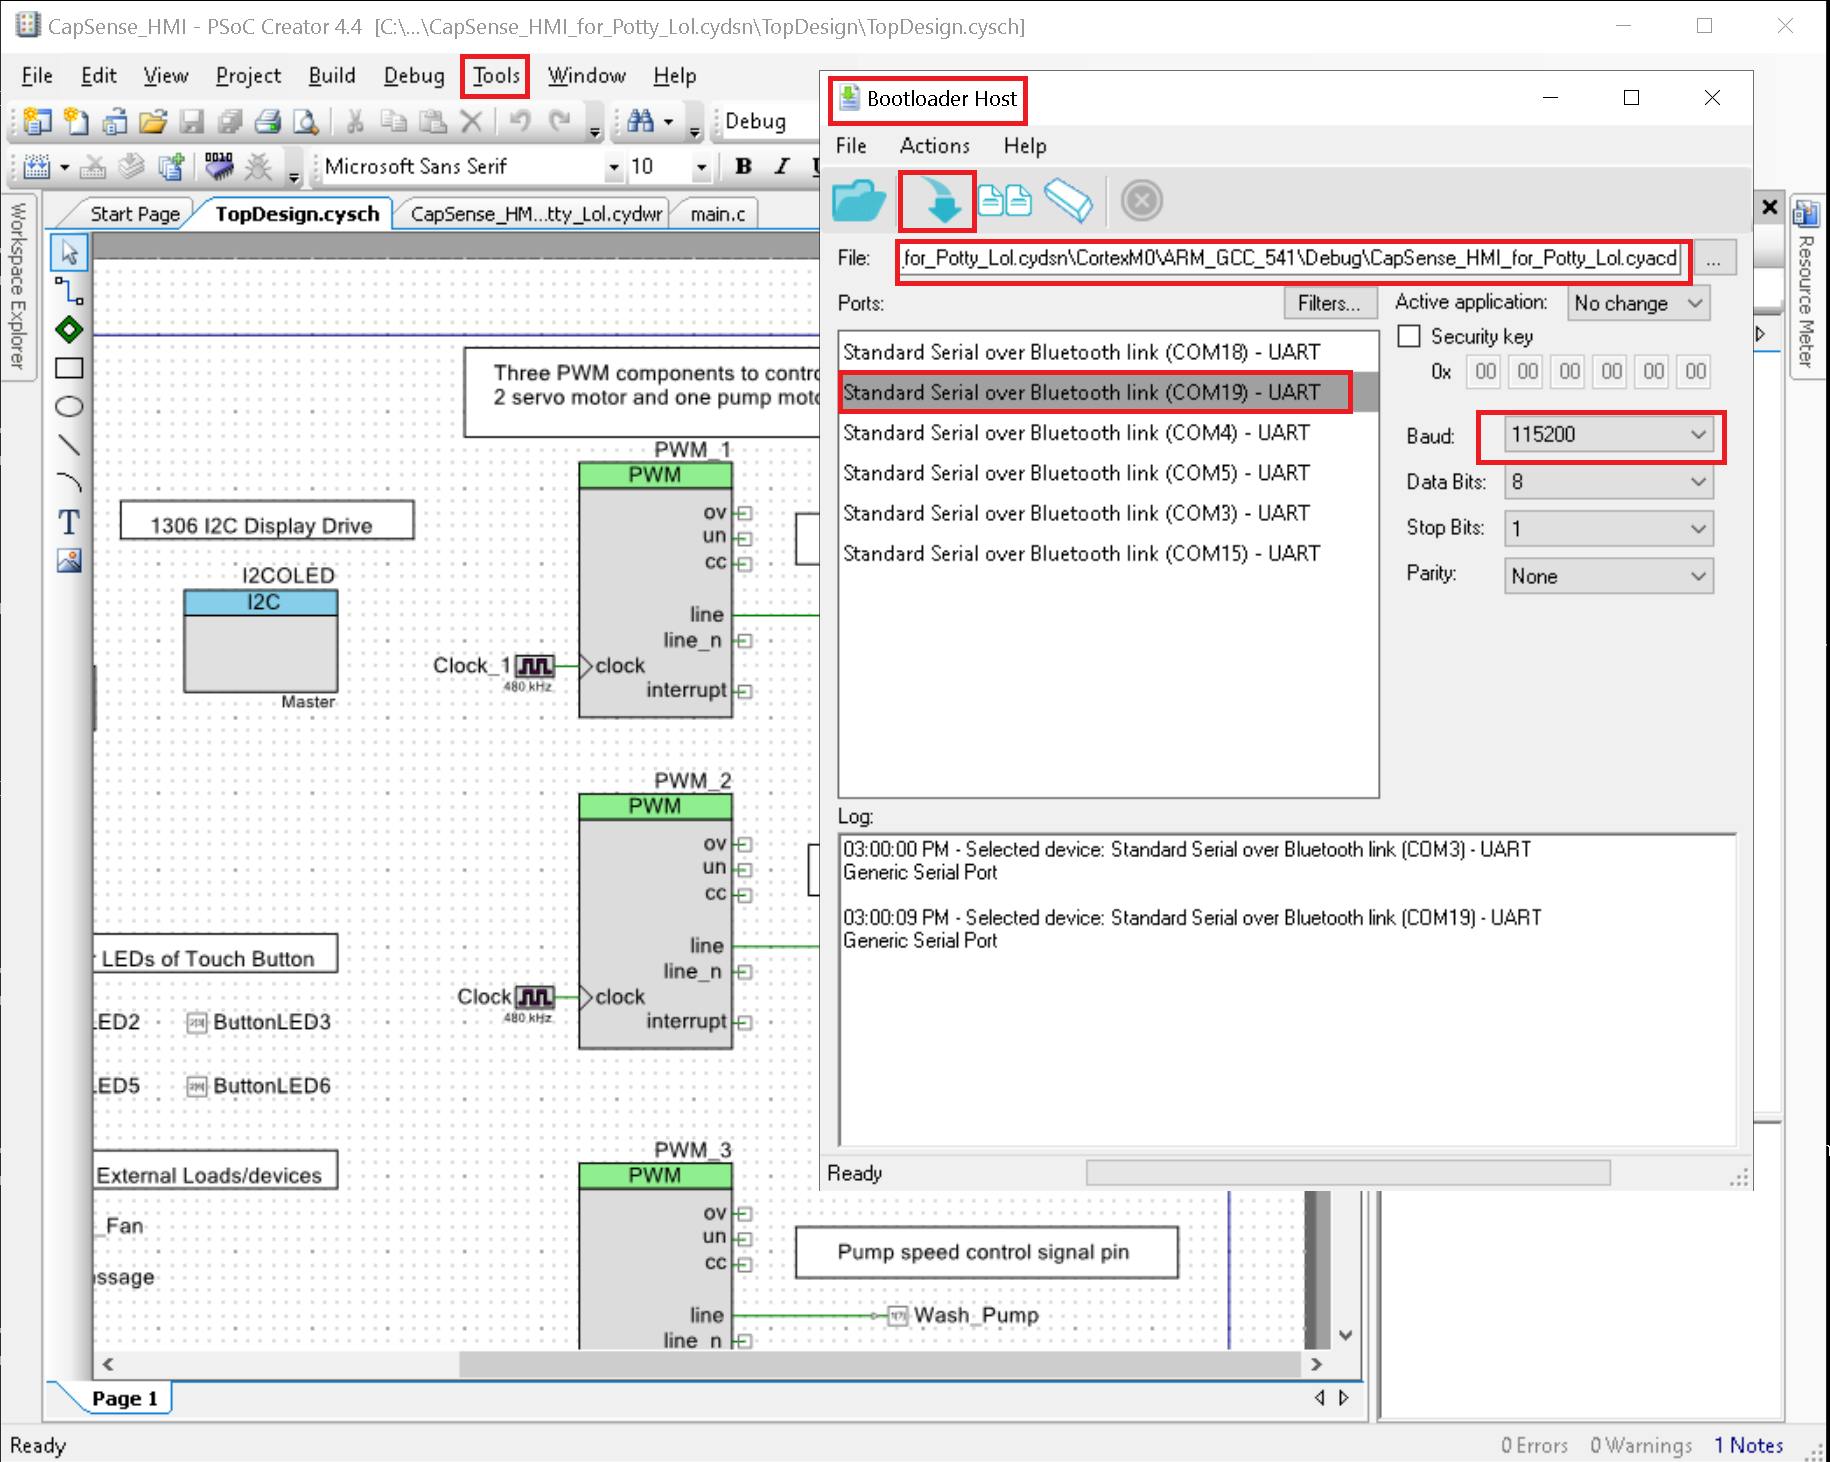 CapSense_HMI - PSoC Creator 4.4 [C:\...\CapSense_HMI_for_Potty_Lol.cydsn\TopDesign\TopDesign.cysch]
File Edit View Project Build Debug Tools Window Help
Debug
Microsoft Sans Serif 10 B I
Start Page TopDesign.cysch CapSense_HM...tty_Lol.cydwr main.c
Workspace Explorer
Three PWM components to contro
2 servo motor and one pump moto
PWM_1
PWM
ov
un
cc
line
line_n
Clock_1
480 kHz
clock
interrupt
1306 I2C Display Drive
I2COLED
I2C
Master
PWM_2
PWM
ov
un
cc
line
line_n
Clock
480 kHz
clock
interrupt
LEDs of Touch Button
LED2 ButtonLED3
LED5 ButtonLED6
External Loads/devices
_Fan
ssage
PWM_3
PWM
ov
un
cc
line
line_n
Pump speed control signal pin
Wash_Pump
Page 1
Ready
0 Errors 0 Warnings 1 Notes
Resource Meter
Bootloader Host
File Actions Help
File: _for_Potty_Lol.cydsn\CortexM0\ARM_GCC_541\Debug\CapSense_HMI_for_Potty_Lol.cyacd ...
Ports: Filters...
Active application: No change
Security key
0x 00 00 00 00 00 00
Standard Serial over Bluetooth link (COM18) - UART
Standard Serial over Bluetooth link (COM19) - UART
Standard Serial over Bluetooth link (COM4) - UART
Standard Serial over Bluetooth link (COM5) - UART
Standard Serial over Bluetooth link (COM3) - UART
Standard Serial over Bluetooth link (COM15) - UART
Baud: 115200
Data Bits: 8
Stop Bits: 1
Parity: None
Log:
03:00:00 PM - Selected device: Standard Serial over Bluetooth link (COM3) - UART
Generic Serial Port
03:00:09 PM - Selected device: Standard Serial over Bluetooth link (COM19) - UART
Generic Serial Port
Ready